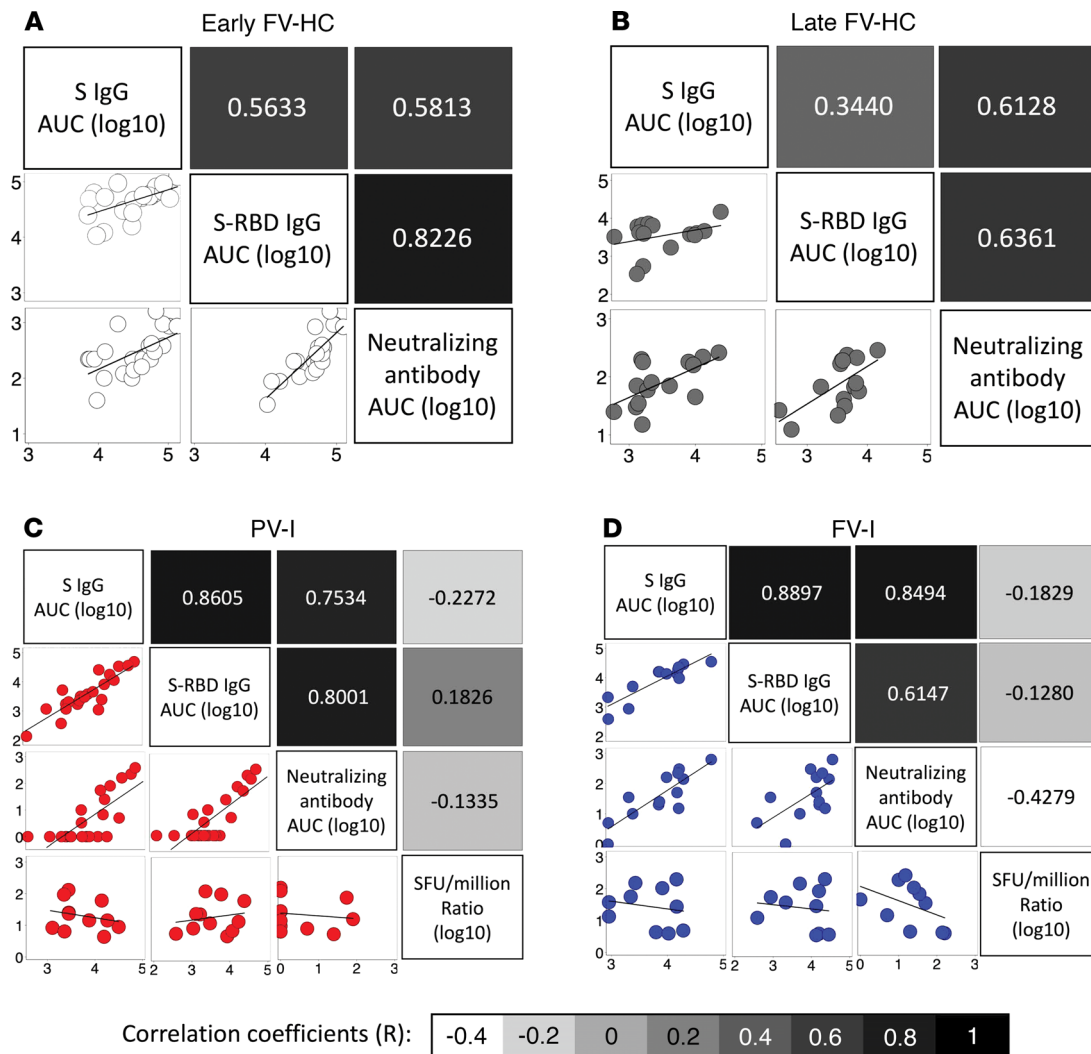 A Early FV-HC
S IgG
AUC (log10)
0.5633
0.5813
5
4
3
S-RBD IgG
AUC (log10)
0.8226
3
2
1
Neutralizing
antibody
AUC (log10)
3 4 5 3 4 5
B Late FV-HC
S IgG
AUC (log10)
0.3440
0.6128
5
4
3
2
S-RBD IgG
AUC (log10)
0.6361
3
2
1
Neutralizing
antibody
AUC (log10)
3 4 5 3 4 5
C PV-I
S IgG
AUC (log10)
0.8605
0.7534
-0.2272
5
4
3
2
S-RBD IgG
AUC (log10)
0.8001
0.1826
3
2
1
0
Neutralizing
antibody
AUC (log10)
-0.1335
3
2
1
0
SFU/million
Ratio
(log10)
3 4 5 2 3 4 5 0 1 2 3
D FV-I
S IgG
AUC (log10)
0.8897
0.8494
-0.1829
5
4
3
2
S-RBD IgG
AUC (log10)
0.6147
-0.1280
3
2
1
0
Neutralizing
antibody
AUC (log10)
-0.4279
3
2
1
0
SFU/million
Ratio
(log10)
3 4 5 2 3 4 5 0 1 2 3
Correlation coefficients (R): -0.4 -0.2 0 0.2 0.4 0.6 0.8 1